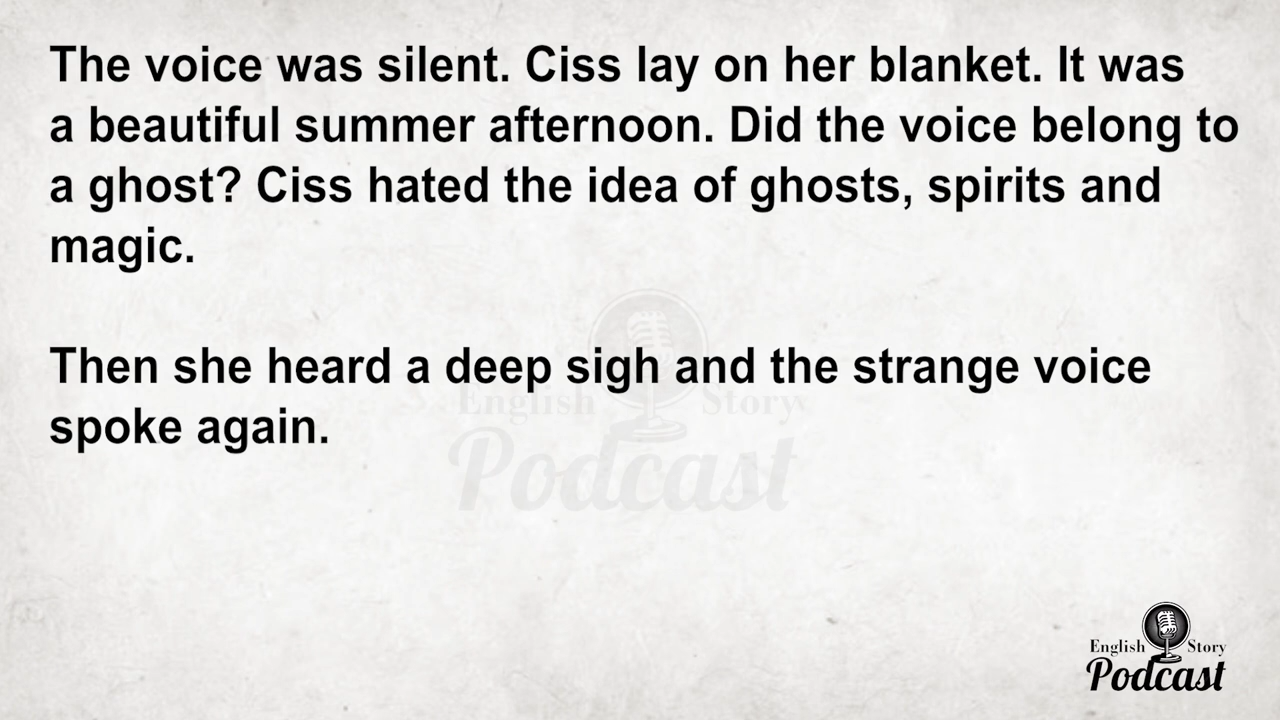 The voice was silent. Ciss lay on her blanket. It was
a beautiful summer afternoon. Did the voice belong to
a ghost? Ciss hated the idea of ghosts, spirits and
magic.
Then she heard a deep sigh and the strange voice
spoke again.
English Story
Podcast
English Story
Podcast